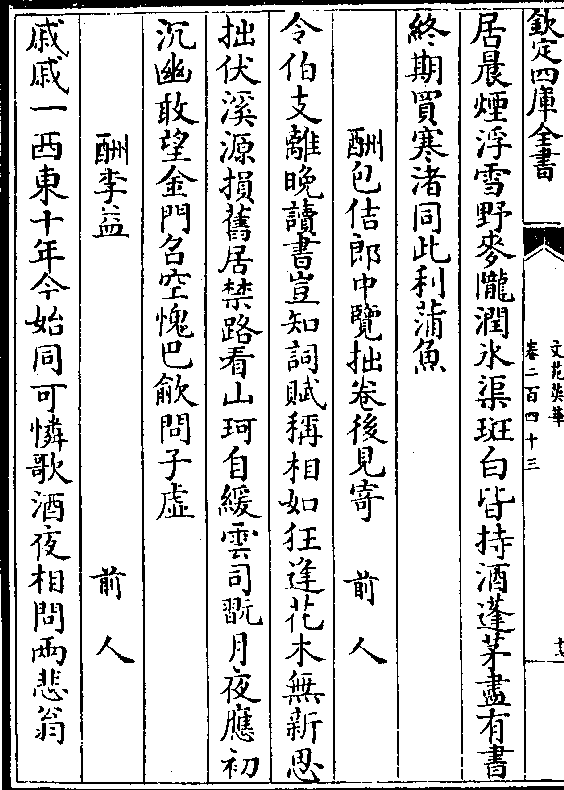 欽定四庫全書
文苑英華
卷二百四十三
居晨煙浮雪野麥隴潤氷渠斑白皆持酒蓬茅盡有書
終期買寒渚同此利蒲魚
酬包佶郎中覽拙卷後見寄　前人
令伯支離晚讀書豈知詞賦稱相如狂逢花木無新思
拙伏溪源損舊居禁路看山珂自緩雲司翫月夜應初
沉幽敢望金門召空愧巴歈問子虛
酬李益　前人
戚戚一西東十年今始同可憐歌酒夜相問兩悲翁